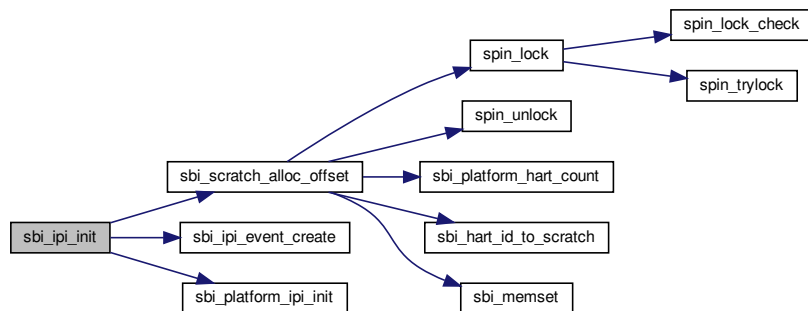 spin_lock_check
spin_lock
spin_trylock
spin_unlock
sbi_scratch_alloc_offset
sbi_platform_hart_count
sbi_ipi_init
sbi_ipi_event_create
sbi_hart_id_to_scratch
sbi_platform_ipi_init
sbi_memset